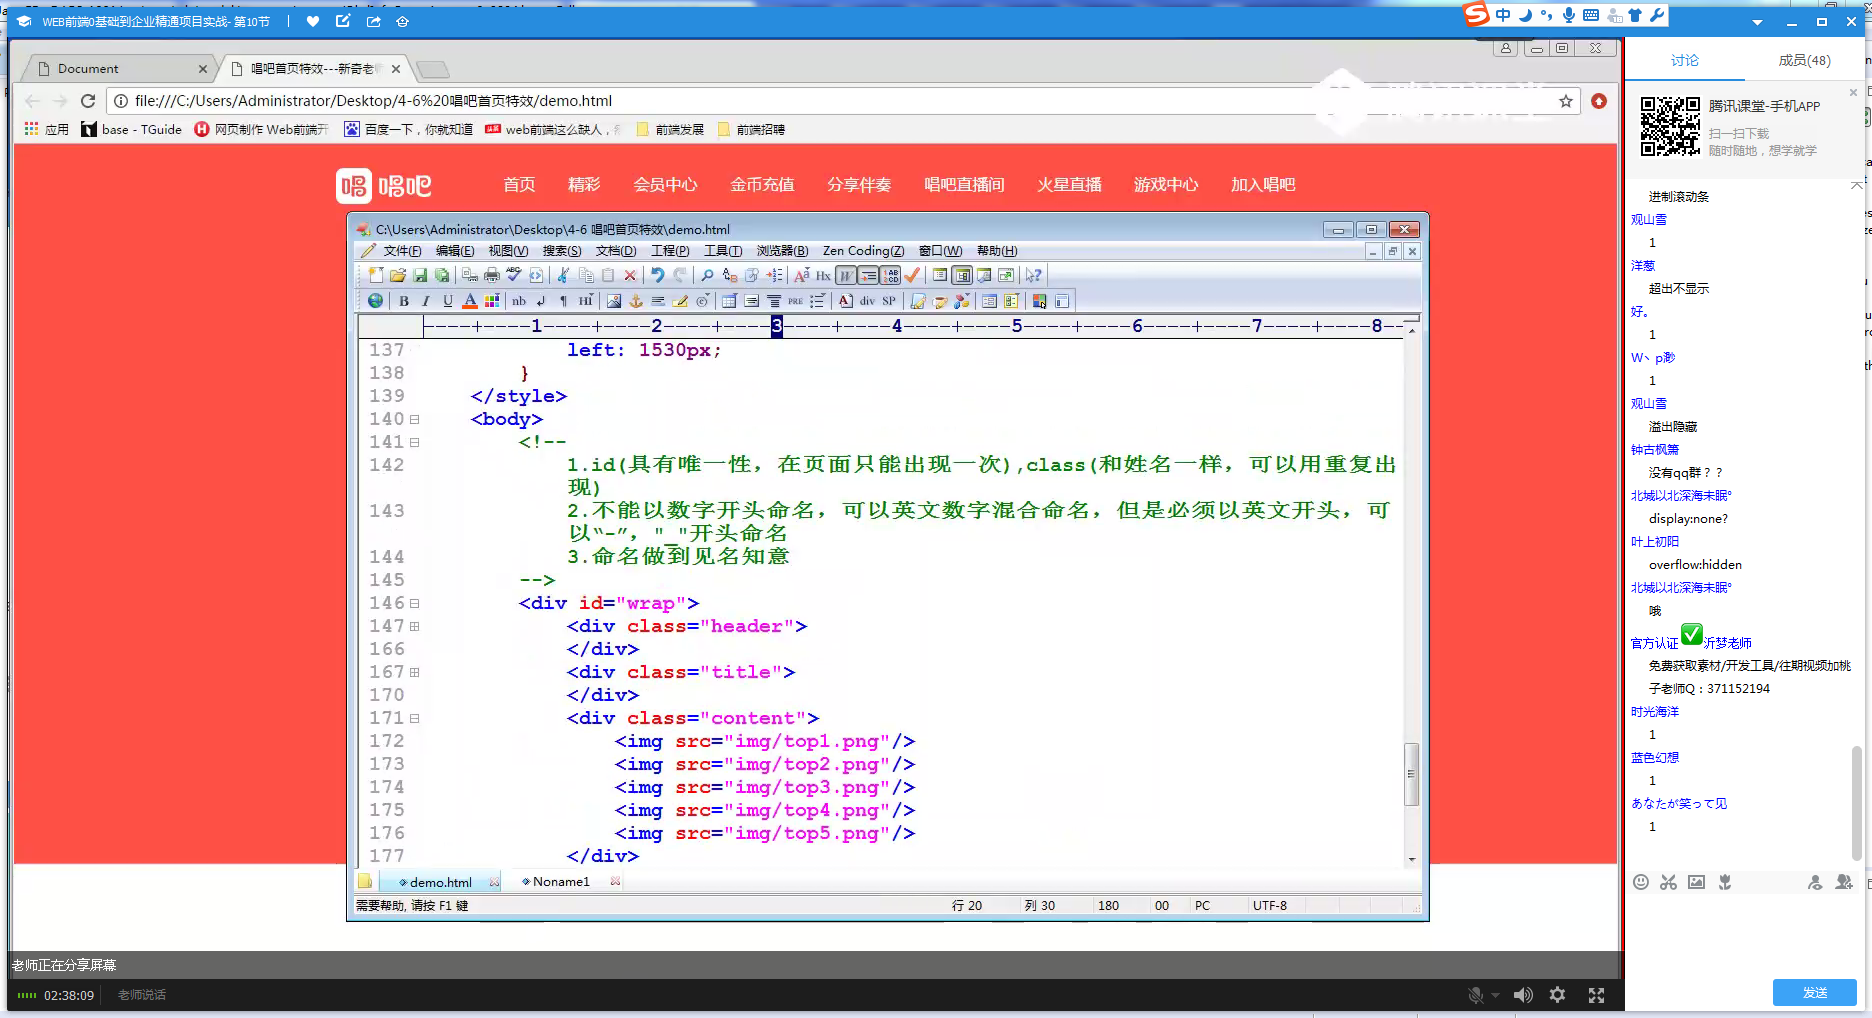 WEB前端0基础到企业精通项目实战- 第10节
中
Document
唱吧首页特效---新奇老
file:///C:/Users/Administrator/Desktop/4-6%20唱吧首页特效/demo.html
应用
base - TGuide
网页制作 Web前端开
百度一下，你就知道
web前端这么缺人，
前端发展
前端招聘
唱吧
首页
精彩
会员中心
金币充值
分享伴奏
唱吧直播间
火星直播
游戏中心
加入唱吧
C:\Users\Administrator\Desktop\4-6 唱吧首页特效\demo.html
文件(F) 编辑(E) 视图(V) 搜索(S) 文档(D) 工程(P) 工具(T) 浏览器(B) Zen Coding(Z) 窗口(W) 帮助(H)
----+----1----+----2----+----3----+----4----+----5----+----6----+----7----+----8--
137 left: 1530px;
138 }
139 </style>
140 <body>
141 <!--
142 1.id(具有唯一性，在页面只能出现一次),class(和姓名一样，可以用重复出
现)
143 2.不能以数字开头命名，可以英文数字混合命名，但是必须以英文开头，可
以“-”，"_"开头命名
144 3.命名做到见名知意
145 -->
146 <div id="wrap">
147 <div class="header">
166 </div>
167 <div class="title">
170 </div>
171 <div class="content">
172 <img src="img/top1.png"/>
173 <img src="img/top2.png"/>
174 <img src="img/top3.png"/>
175 <img src="img/top4.png"/>
176 <img src="img/top5.png"/>
177 </div>
demo.html
Noname1
需要帮助, 请按 F1 键
行 20
列 30
180
00
PC
UTF-8
老师正在分享屏幕
02:38:09
老师说话
讨论
成员(48)
腾讯课堂-手机APP
扫一扫下载
随时随地，想学就学
进制滚动条
观山雪
1
洋葱
超出不显示
好。
1
W丶p渺
1
观山雪
溢出隐藏
钟古枫箫
没有qq群？？
北城以北深海未眠°
display:none?
叶上初阳
overflow:hidden
北城以北深海未眠°
哦
官方认证 沂梦老师
免费获取素材/开发工具/往期视频加桃
子老师Q：371152194
时光海洋
1
蓝色幻想
1
あなたが笑って见
1
发送